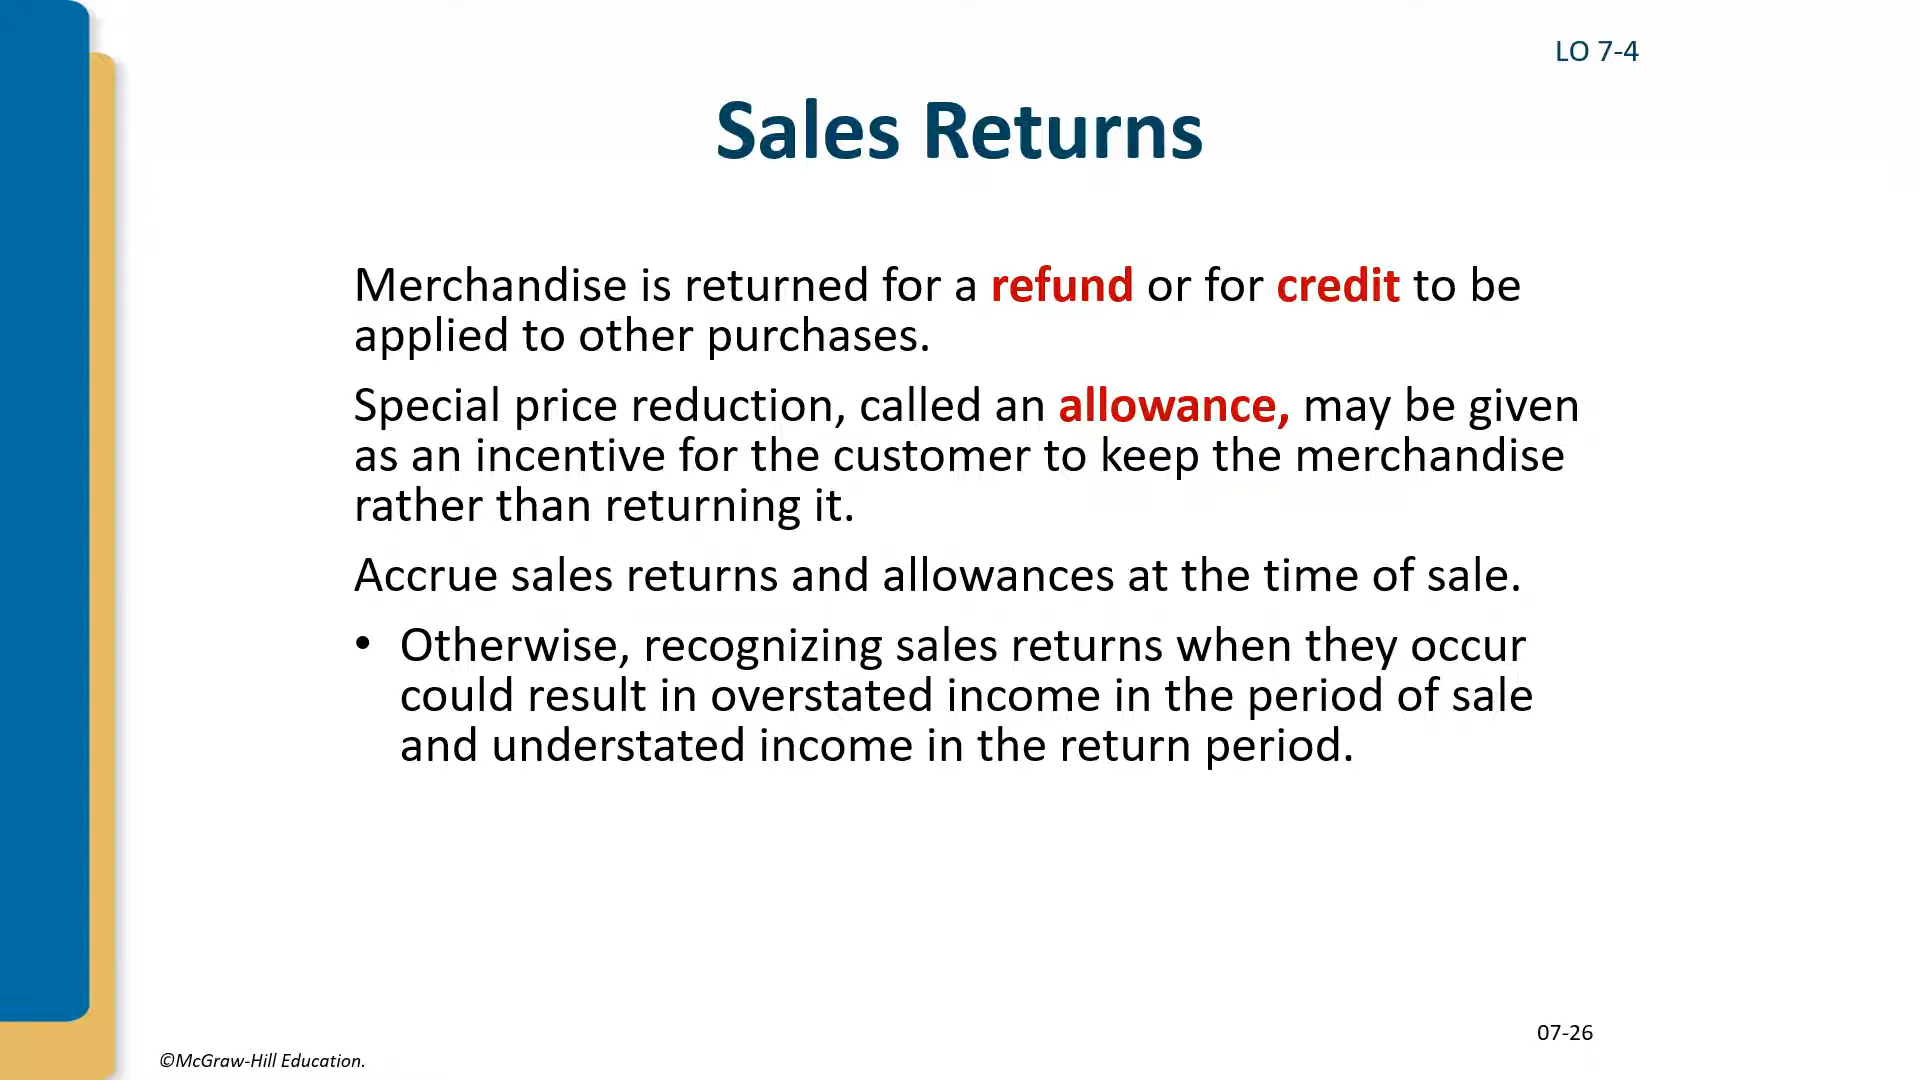 LO 7-4
Sales Returns
Merchandise is returned for a refund or for credit to be
applied to other purchases.
Special price reduction, called an allowance, may be given
as an incentive for the customer to keep the merchandise
rather than returning it.
Accrue sales returns and allowances at the time of sale.
• Otherwise, recognizing sales returns when they occur
could result in overstated income in the period of sale
and understated income in the return period.
07-26
©McGraw-Hill Education.